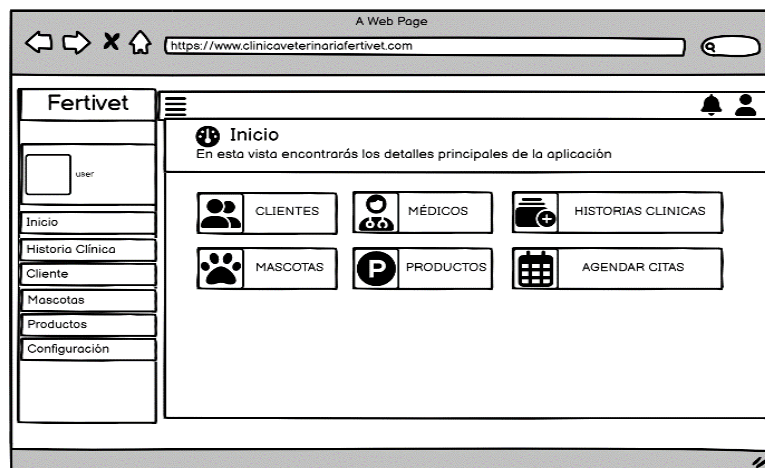 A Web Page
https://www.clinicaveterinariafertivet.com
Fertivet
user
Inicio
Historia Clínica
Cliente
Mascotas
Productos
Configuración
Inicio
En esta vista encontrarás los detalles principales de la aplicación
CLIENTES
MÉDICOS
HISTORIAS CLINICAS
MASCOTAS
P
PRODUCTOS
AGENDAR CITAS